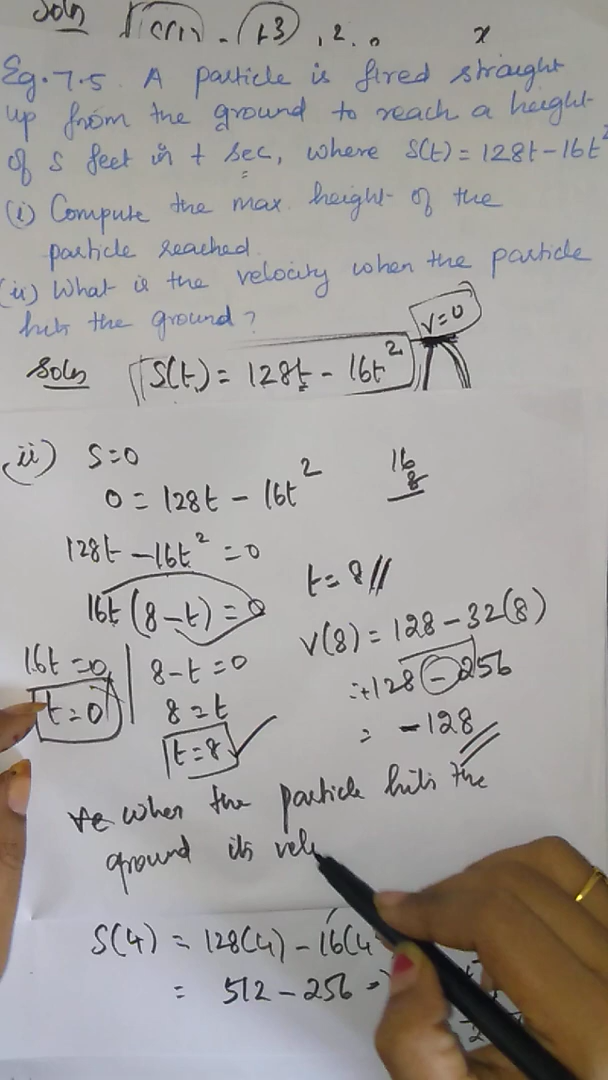 Soln
Eg.7.5. A particle is fired straight
up from the ground to reach a height
of s feet in t sec, where s(t) = 128t - 16t²
(i) Compute the max. height of the
particle reached.
(ii) What is the velocity when the particle
hits the ground?
V=0
Soln S(t) = 128t - 16t²
ii) S=0
0 = 128t - 16t²
16
8
128t - 16t² = 0
16t (8-t) = 0
16t = 0
t=0
8-t=0
8=t
t=8
t=8//
V(8) = 128 - 32(8)
= +128 - 256
= -128
when the particle hits the
ground its velo
S(4) = 128(4) - 16(4
= 512 - 256